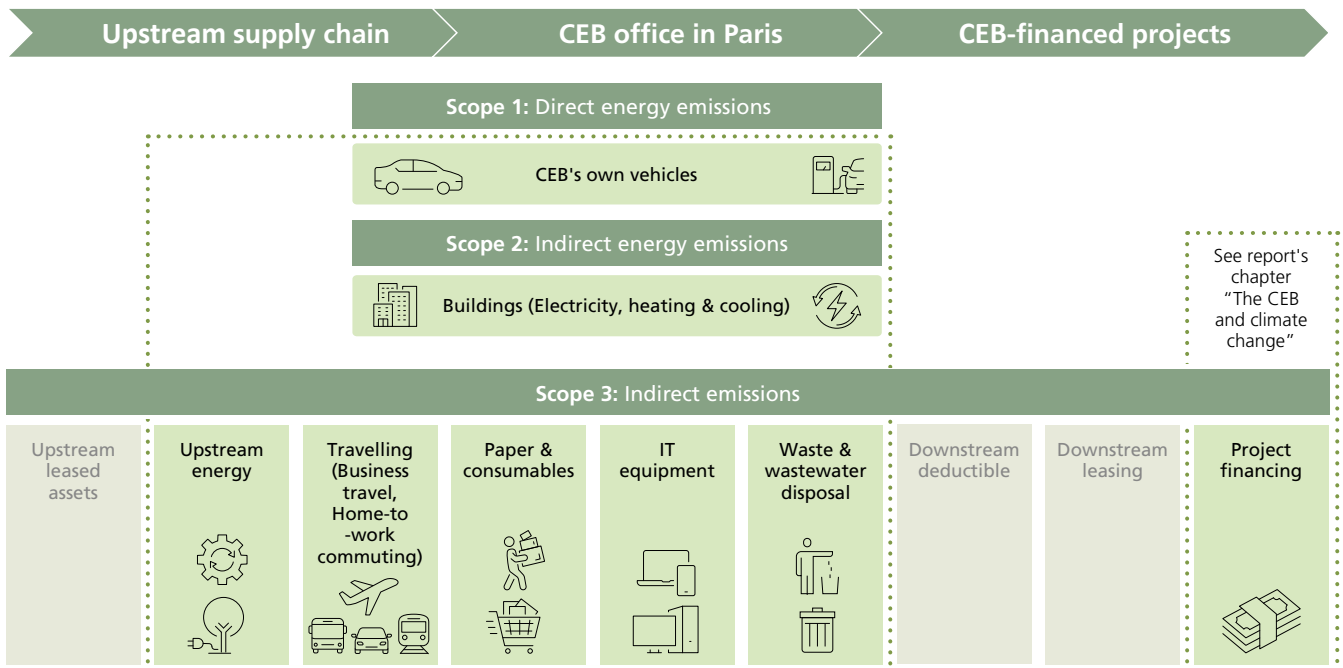 Upstream supply chain
CEB office in Paris
CEB-financed projects
Scope 1: Direct energy emissions
CEB's own vehicles
Scope 2: Indirect energy emissions
Buildings (Electricity, heating & cooling)
See report's
chapter
“The CEB
and climate
change”
Scope 3: Indirect emissions
Upstream
leased
assets
Upstream
energy
Travelling
(Business
travel,
Home-to
-work
commuting)
Paper &
consumables
IT
equipment
Waste &
wastewater
disposal
Downstream
deductible
Downstream
leasing
Project
financing